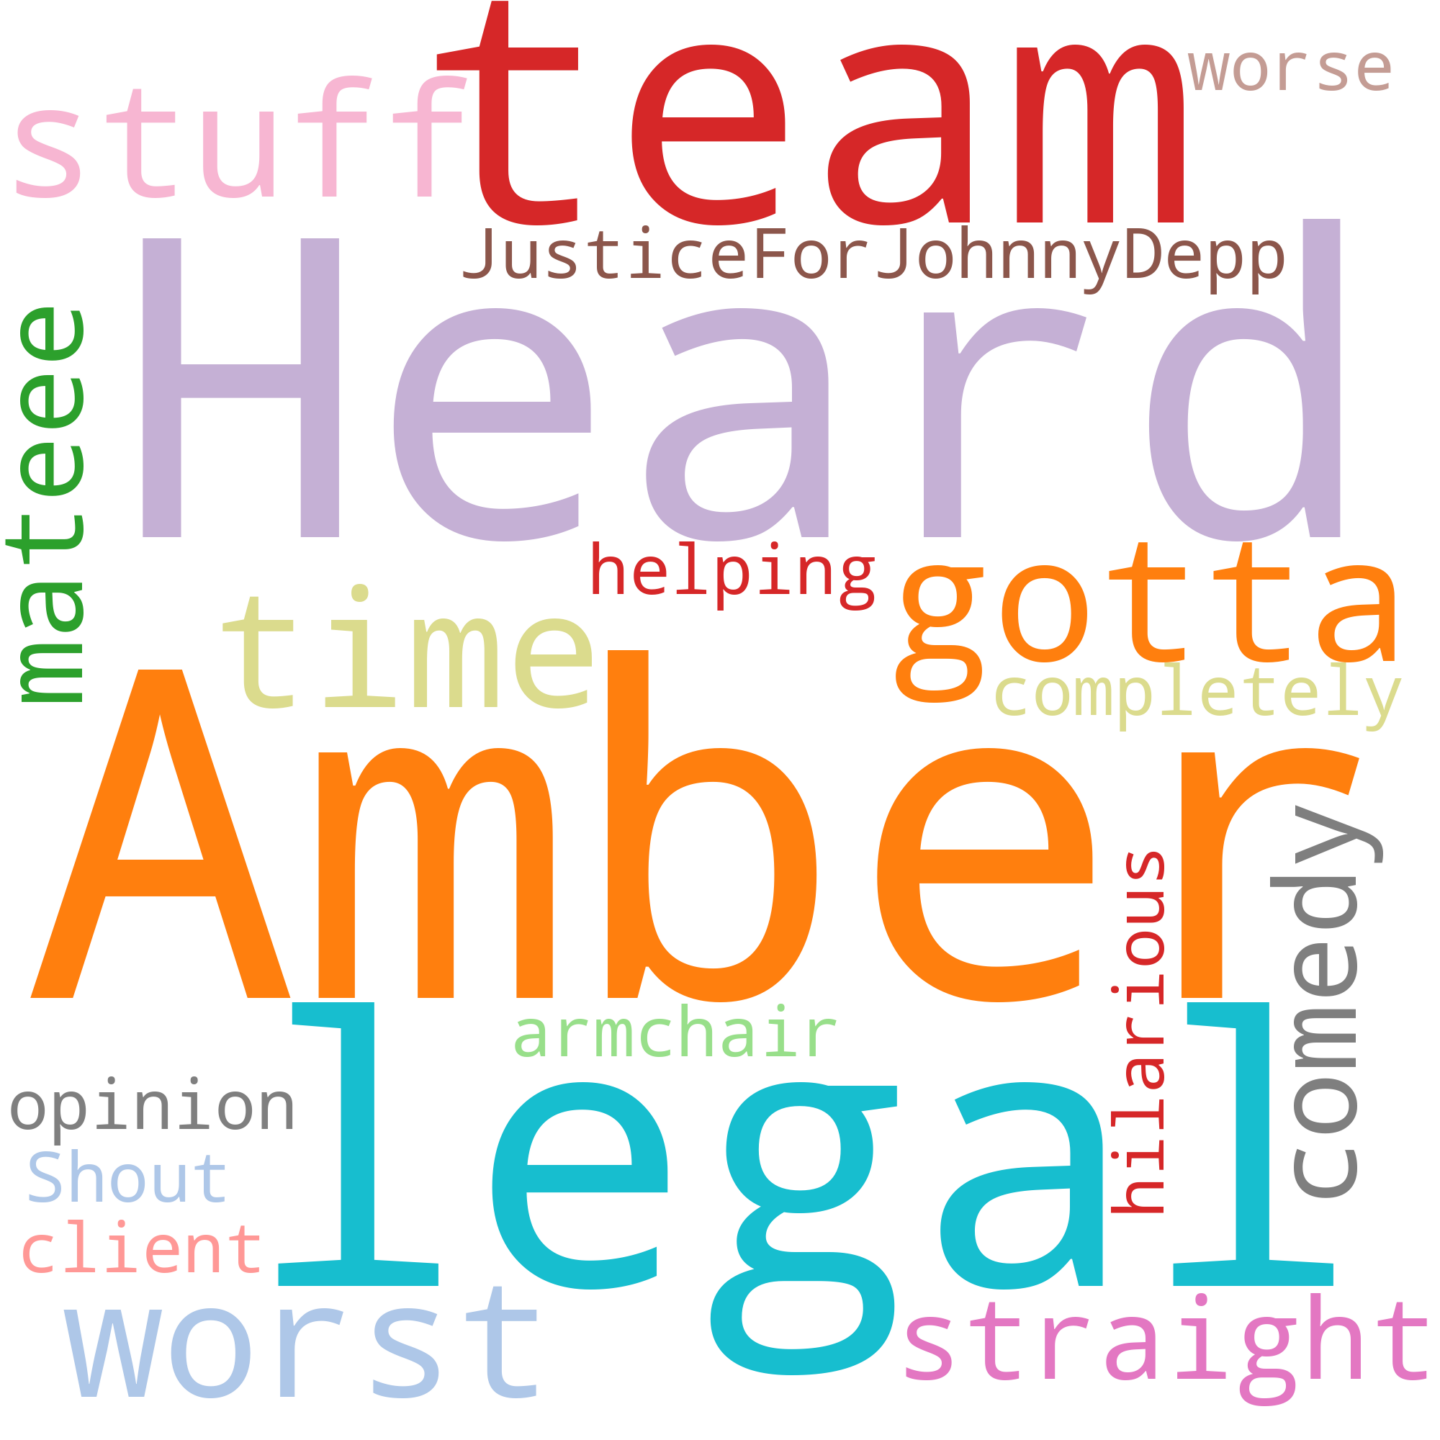 team
worse
stuff
JusticeForJohnnyDepp
Heard
mateee
helping
gotta
time
completely
Amber
comedy
hilarious
armchair
legal
opinion
Shout
client
worst
straight